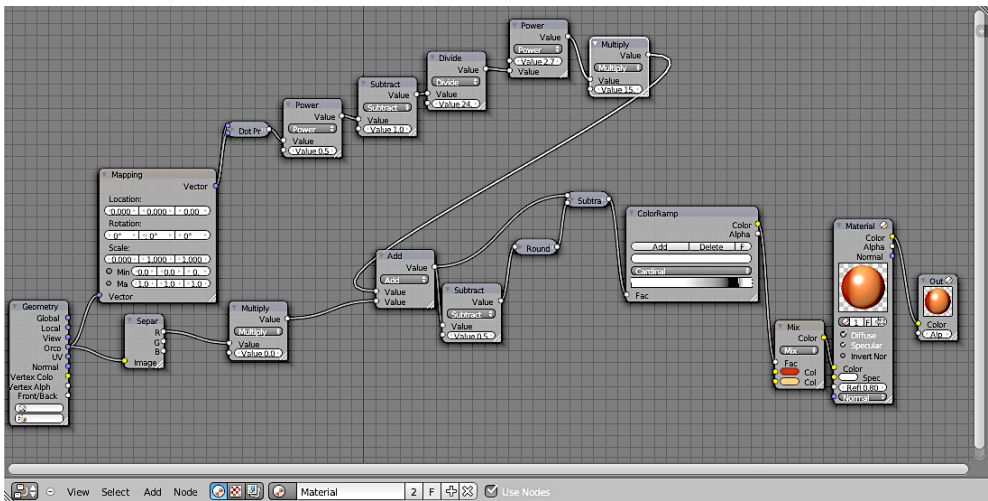 Power
Value
Power
Value 2.7
Value
Multiply
Value
Multiply
Value
Value 15.
Divide
Value
Divide
Value
Value 24.
Subtract
Value
Subtract
Value
Value 1.0
Power
Value
Power
Value
Value 0.5
Dot Pr
Mapping
Vector
Location:
0.000 0.000 0.00
Rotation:
0° 0° 0°
Scale:
0.000 1.000 1.000
Min 0.0 0.0 0.
Ma 1.0 1.0 1.0
Vector
Geometry
Global
Local
View
Orco
UV
Normal
Vertex Colo
Vertex Alph
Front/Back
Separ
R
G
B
Image
Multiply
Value
Multiply
Value
Value 0.0
Add
Value
Add
Value
Value
Subtract
Value
Subtract
Value
Value 0.5
Round
Subtra
ColorRamp
Color
Alpha
Add Delete F
Cardinal
Fac
Mix
Color
Mix
Fac
Col
Col
Material
Color
Alpha
Normal
1 F
Diffuse
Specular
Invert Nor
Color
Spec
Refl 0.80
Normal
Out
Color
Alp
View Select Add Node Material 2 F Use Nodes